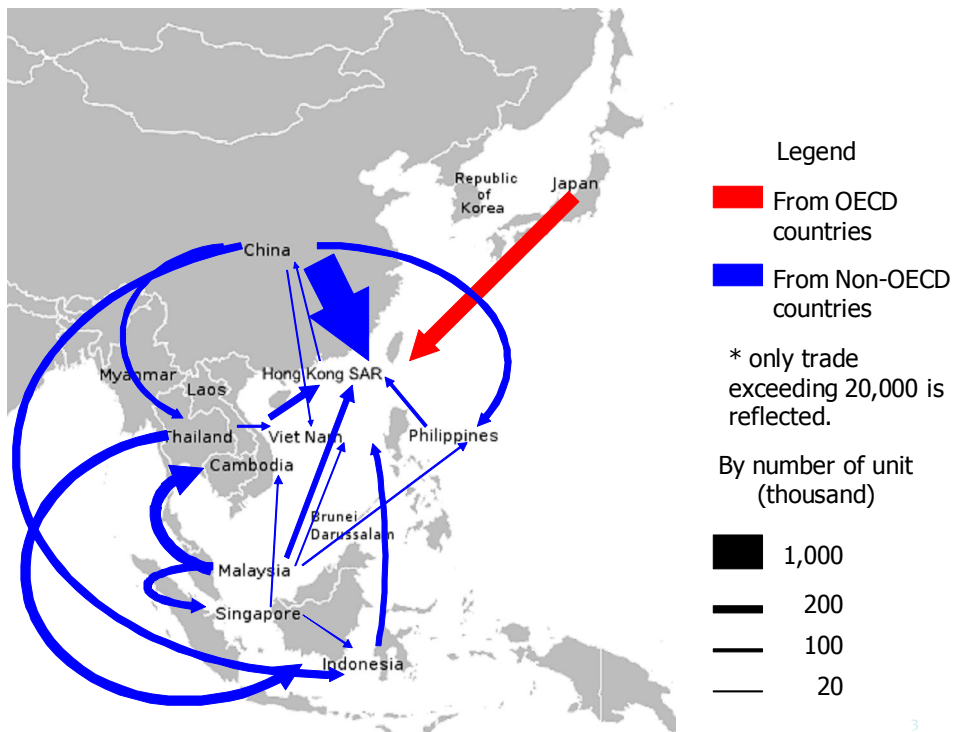 Republic
of
Korea
Japan
China
Myanmar
Laos
Hong Kong SAR
Thailand
Viet Nam
Philippines
Cambodia
Brunei
Darussalam
Malaysia
Singapore
Indonesia
Legend
From OECD
countries
From Non-OECD
countries
* only trade
exceeding 20,000 is
reflected.
By number of unit
(thousand)
1,000
200
100
20
3